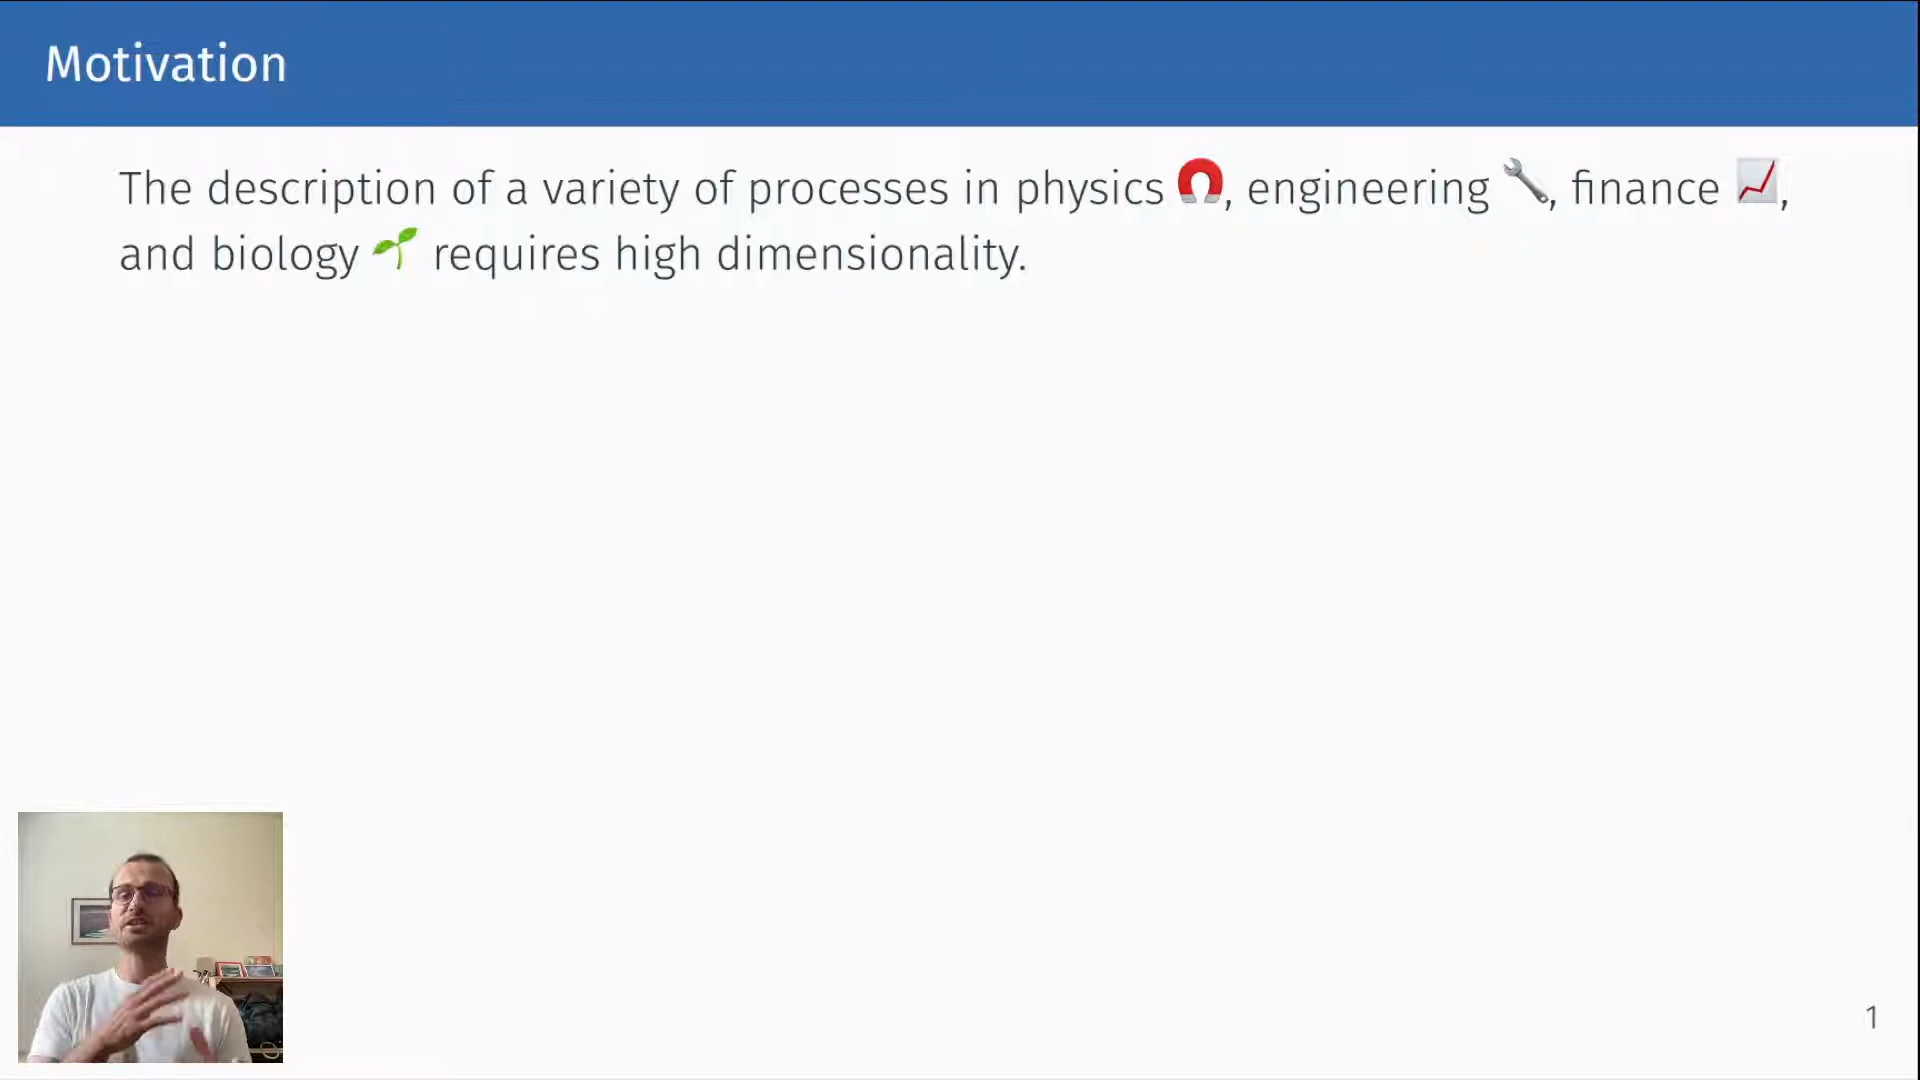 Motivation
The description of a variety of processes in physics 🧲, engineering 🔧, finance 📈,
and biology 🌱 requires high dimensionality.
1